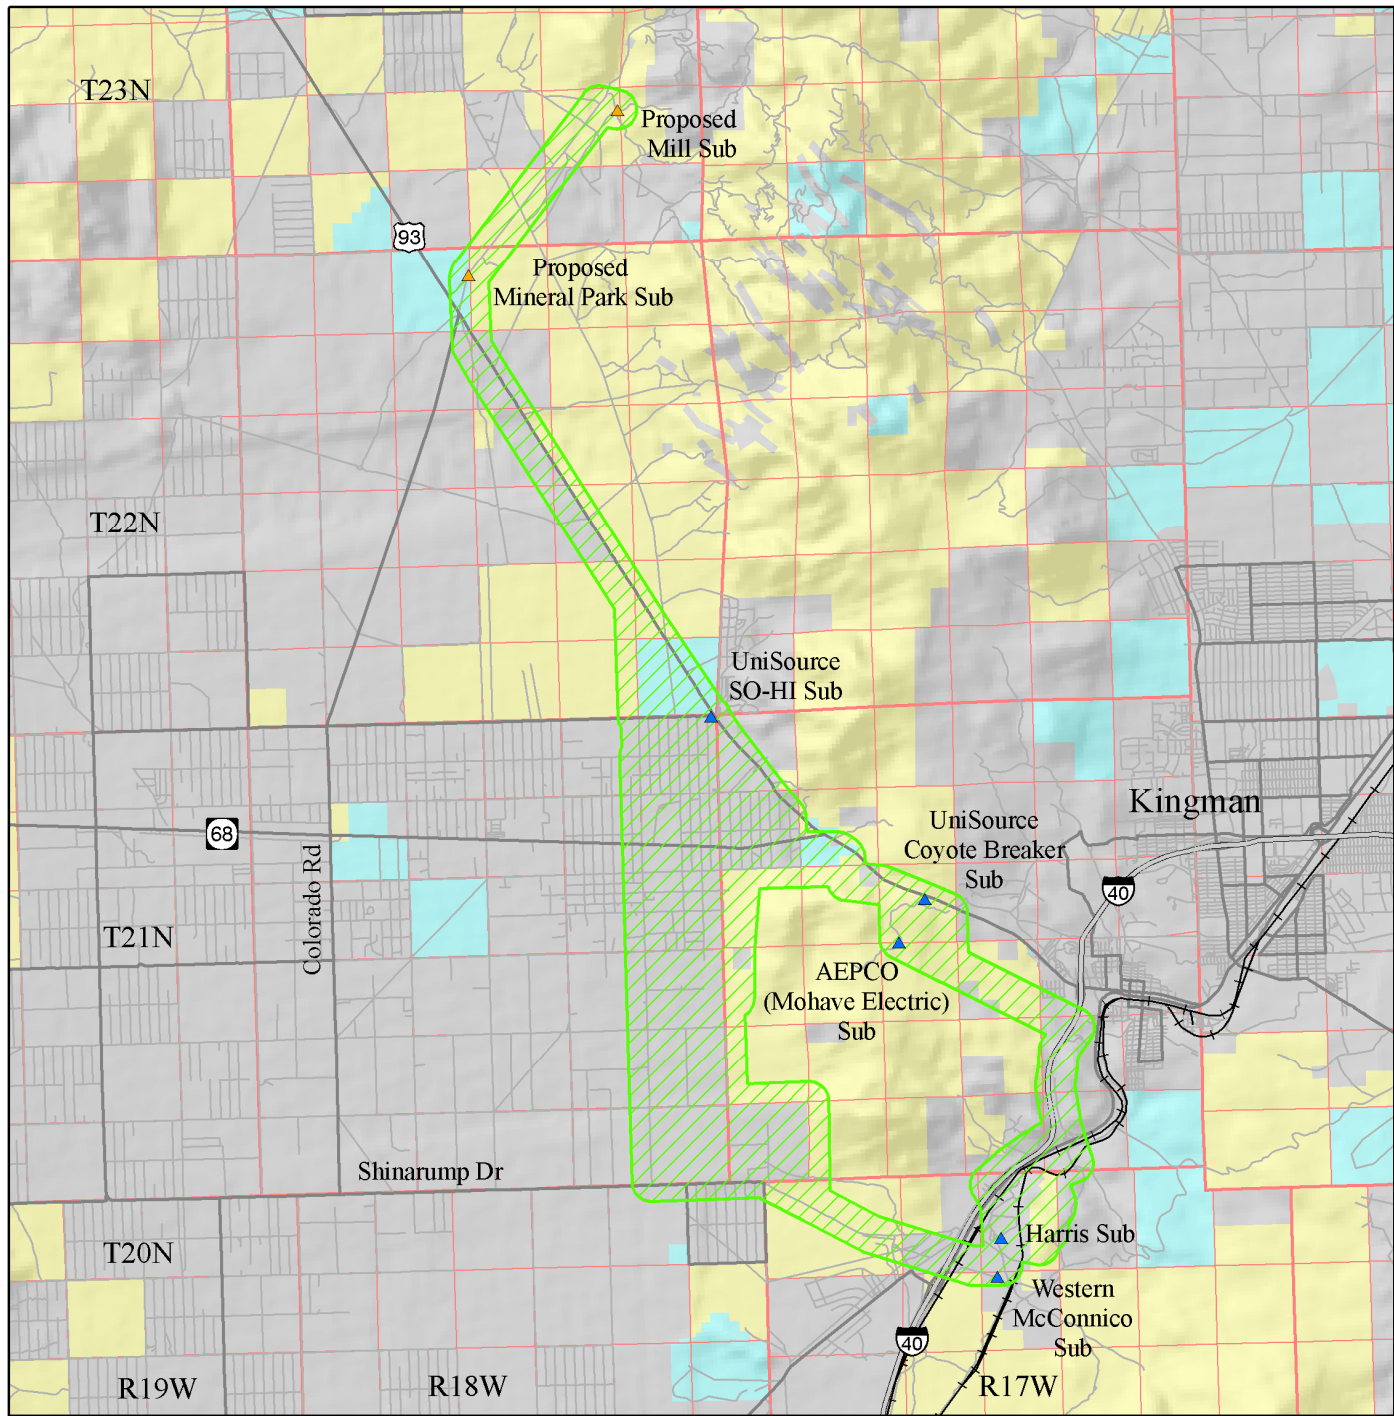 T23N
Proposed
Mill Sub
93
Proposed
Mineral Park Sub
T22N
UniSource
SO-HI Sub
Kingman
UniSource
Coyote Breaker
Sub
68
Colorado Rd
40
T21N
AEPCO
(Mohave Electric)
Sub
Shinarump Dr
Harris Sub
T20N
Western
McConnico
Sub
40
R19W
R18W
R17W